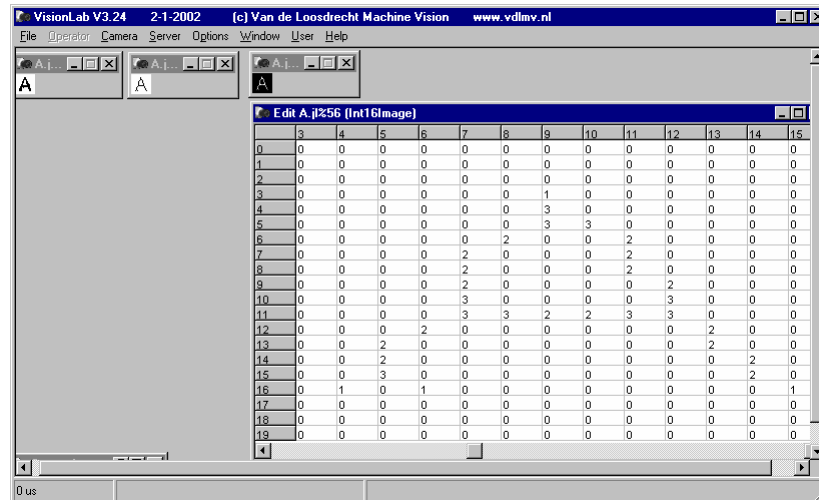 VisionLab V3.24 2-1-2002 (c) Van de Loosdrecht Machine Vision www.vdlmv.nl
File Operator Camera Server Options Window User Help
A.j... A.j... A.j...
A A A
Edit A.jl%56 (Int16Image)
3 4 5 6 7 8 9 10 11 12 13 14 15
0 0 0 0 0 0 0 0 0 0 0 0 0 0
1 0 0 0 0 0 0 0 0 0 0 0 0 0
2 0 0 0 0 0 0 0 0 0 0 0 0 0
3 0 0 0 0 0 0 1 0 0 0 0 0 0
4 0 0 0 0 0 0 3 0 0 0 0 0 0
5 0 0 0 0 0 0 3 3 0 0 0 0 0
6 0 0 0 0 0 2 0 0 2 0 0 0 0
7 0 0 0 0 2 0 0 0 2 0 0 0 0
8 0 0 0 0 2 0 0 0 2 0 0 0 0
9 0 0 0 0 2 0 0 0 0 2 0 0 0
10 0 0 0 0 3 0 0 0 0 3 0 0 0
11 0 0 0 0 3 3 2 2 3 3 0 0 0
12 0 0 0 2 0 0 0 0 0 0 2 0 0
13 0 0 2 0 0 0 0 0 0 0 2 0 0
14 0 0 2 0 0 0 0 0 0 0 0 2 0
15 0 0 3 0 0 0 0 0 0 0 0 2 0
16 0 1 0 1 0 0 0 0 0 0 0 0 1
17 0 0 0 0 0 0 0 0 0 0 0 0 0
18 0 0 0 0 0 0 0 0 0 0 0 0 0
19 0 0 0 0 0 0 0 0 0 0 0 0 0
0 us